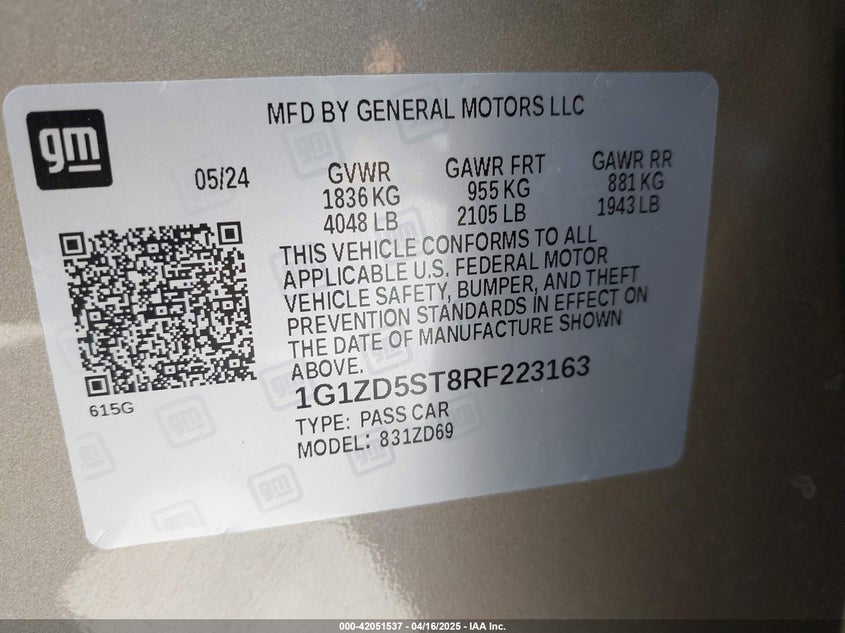 MFD BY GENERAL MOTORS LLC
gm
05/24
GVWR
1836 KG
4048 LB
GAWR FRT
955 KG
2105 LB
GAWR RR
881 KG
1943 LB
THIS VEHICLE CONFORMS TO ALL
APPLICABLE U.S. FEDERAL MOTOR
VEHICLE SAFETY, BUMPER, AND THEFT
PREVENTION STANDARDS IN EFFECT ON
THE DATE OF MANUFACTURE SHOWN
ABOVE.
1G1ZD5ST8RF223163
TYPE: PASS CAR
MODEL: 831ZD69
615G
000-42051537 - 04/16/2025 - IAA Inc.